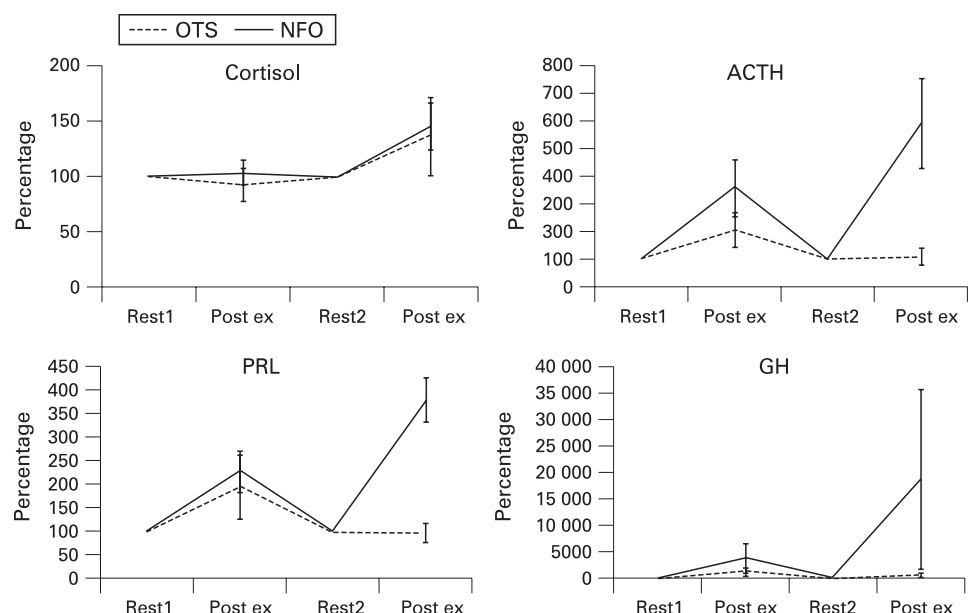 OTS NFO
Cortisol
Percentage
200
150
100
50
0
Rest1 Post ex Rest2 Post ex
ACTH
Percentage
800
700
600
500
400
200
300
100
0
Rest1 Post ex Rest2 Post ex
PRL
Percentage
450
400
350
300
250
200
150
100
50
0
Rest1 Post ex Rest2 Post ex
GH
Percentage
40 000
35 000
30 000
25 000
20 000
15 000
10 000
5000
0
Rest1 Post ex Rest2 Post ex